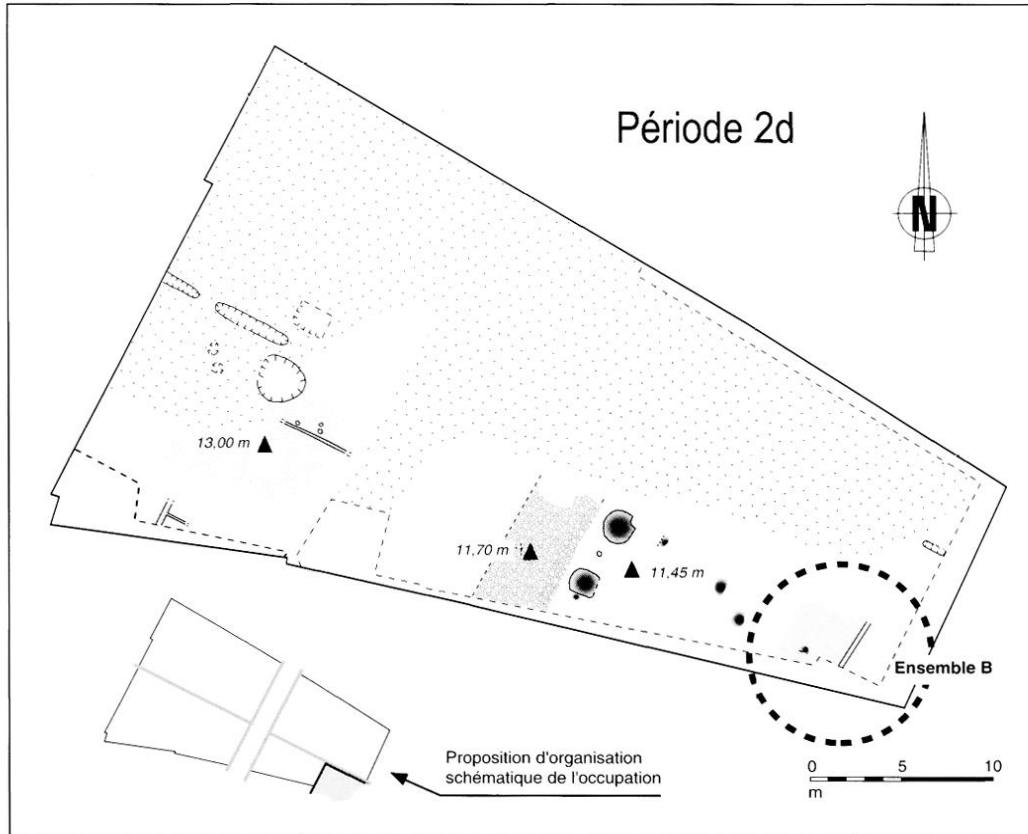 Période 2d
N
13,00 m
11,70 m
11,45 m
Ensemble B
Proposition d'organisation
schématique de l'occupation
0 5 10
m